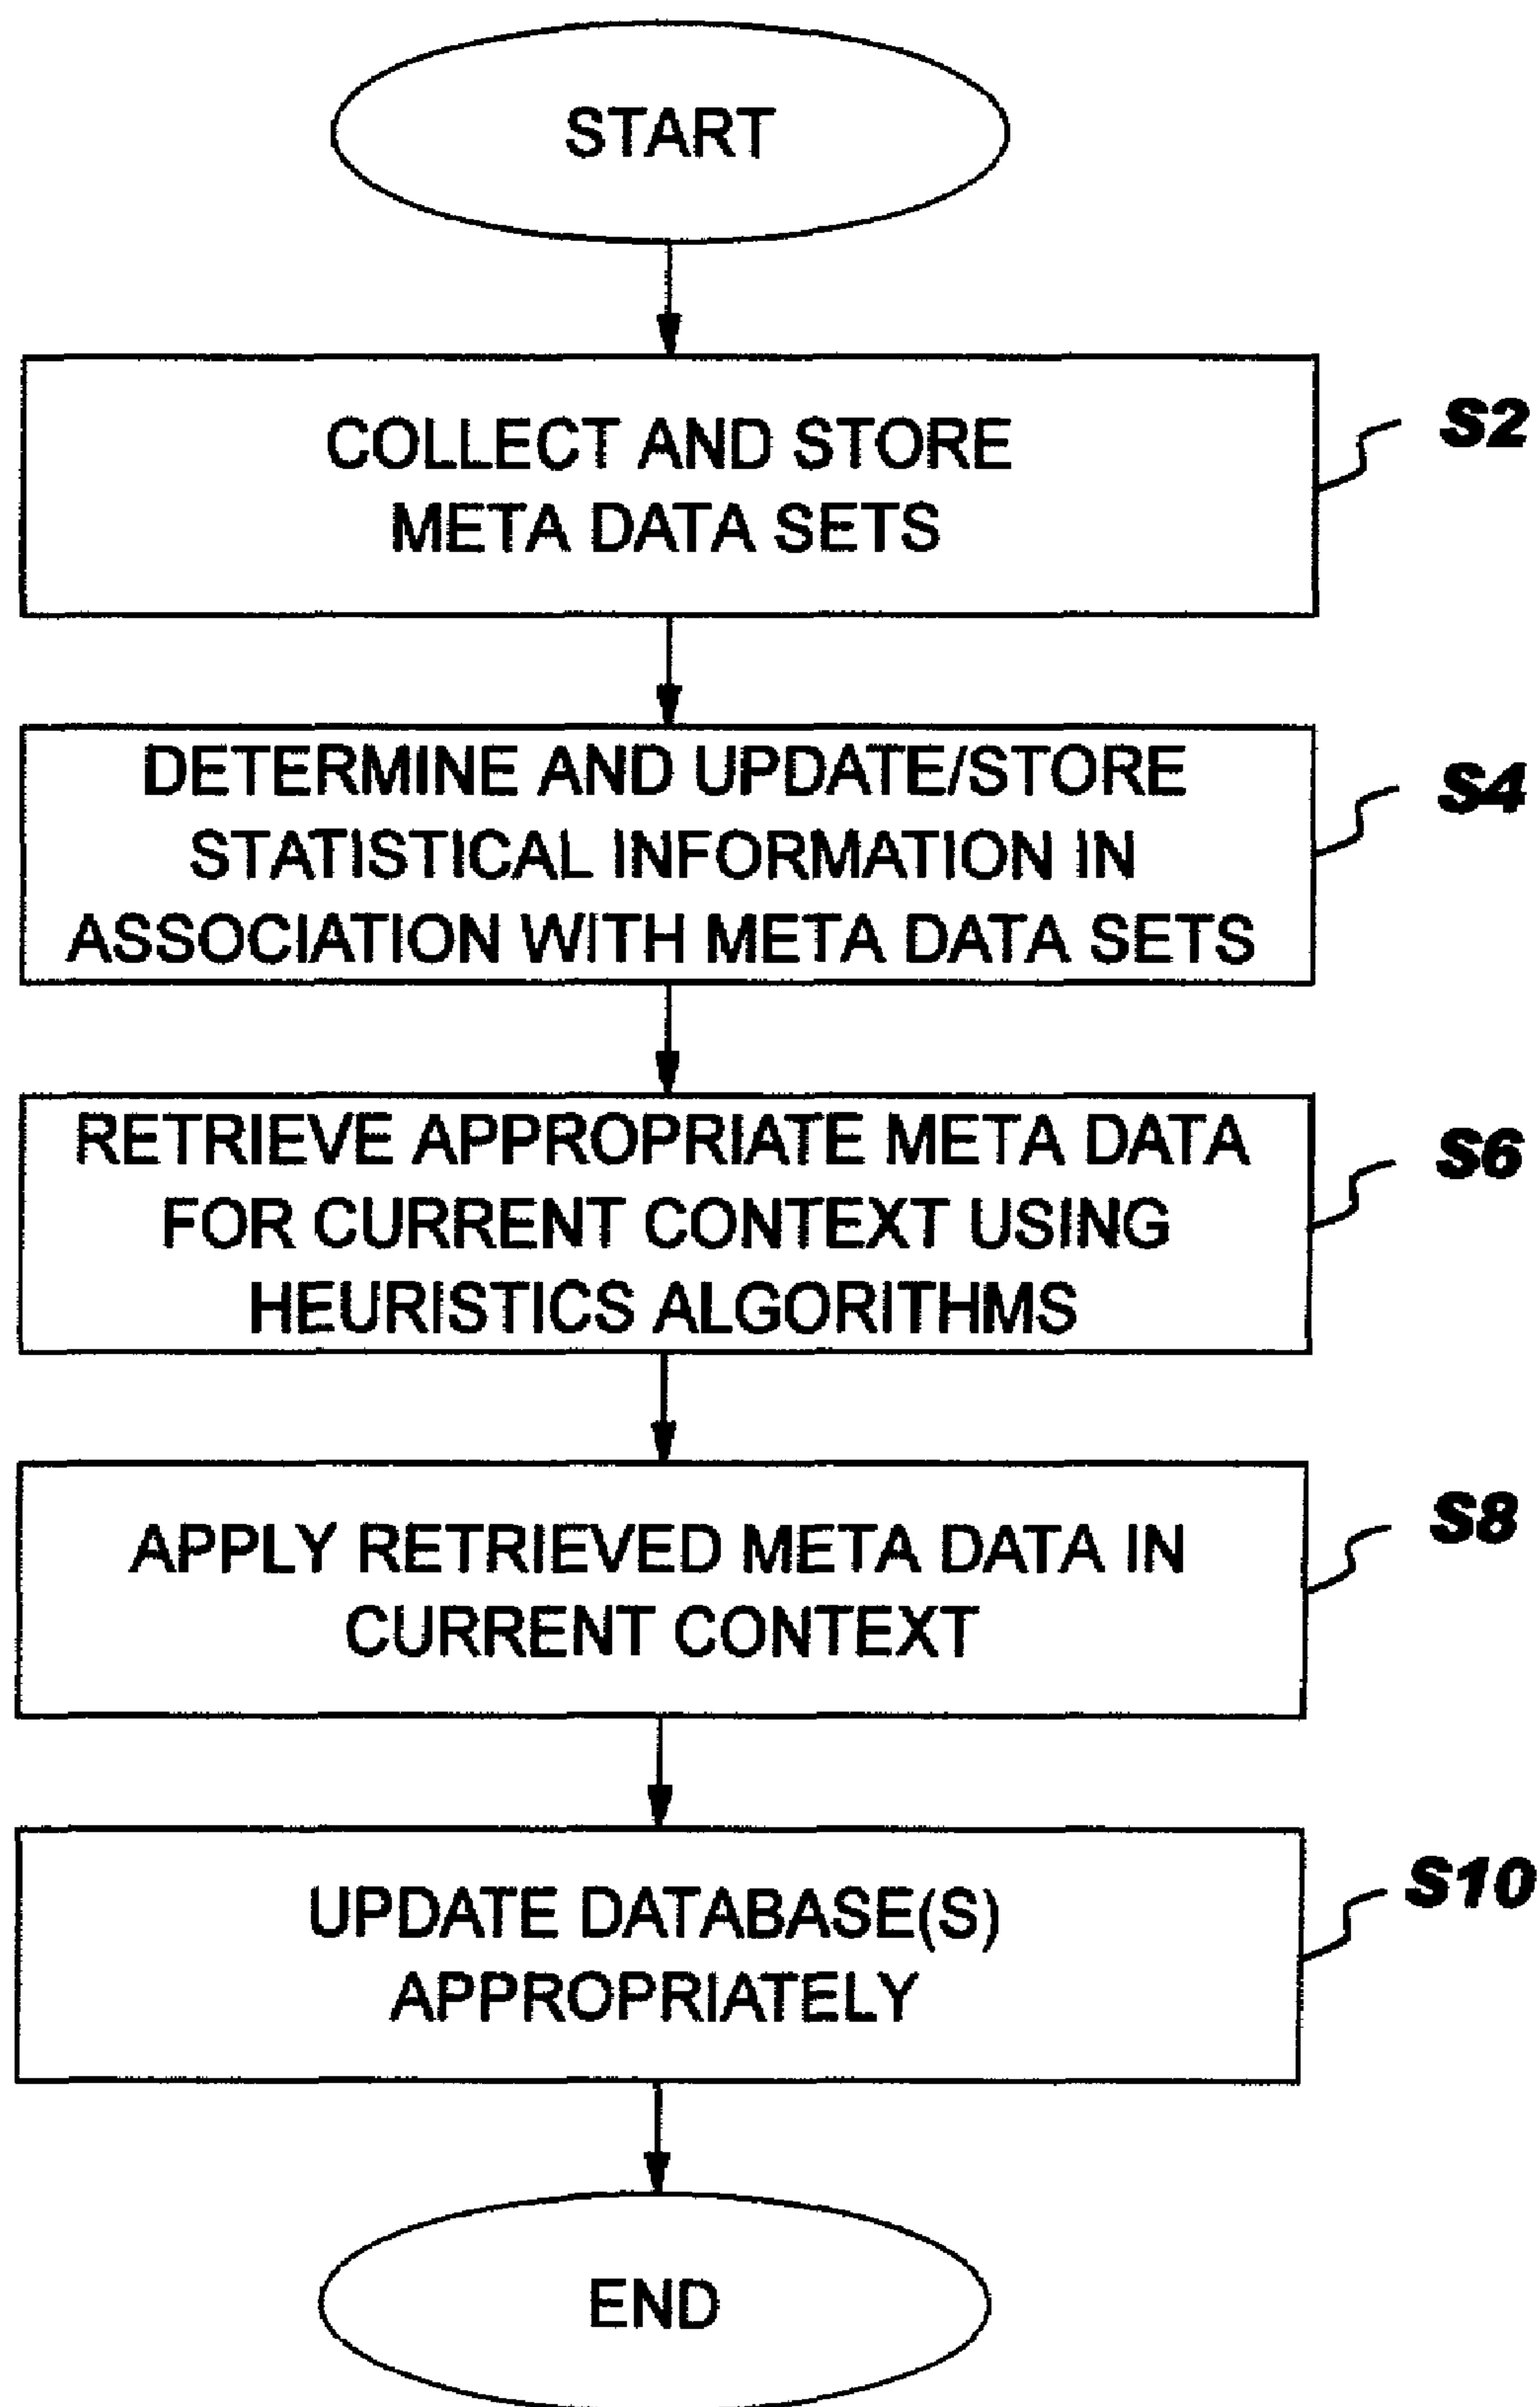 START
COLLECT AND STORE
META DATA SETS
S2
DETERMINE AND UPDATE/STORE
STATISTICAL INFORMATION IN
ASSOCIATION WITH META DATA SETS
S4
RETRIEVE APPROPRIATE META DATA
FOR CURRENT CONTEXT USING
HEURISTICS ALGORITHMS
S6
APPLY RETRIEVED META DATA IN
CURRENT CONTEXT
S8
UPDATE DATABASE(S)
APPROPRIATELY
S10
END